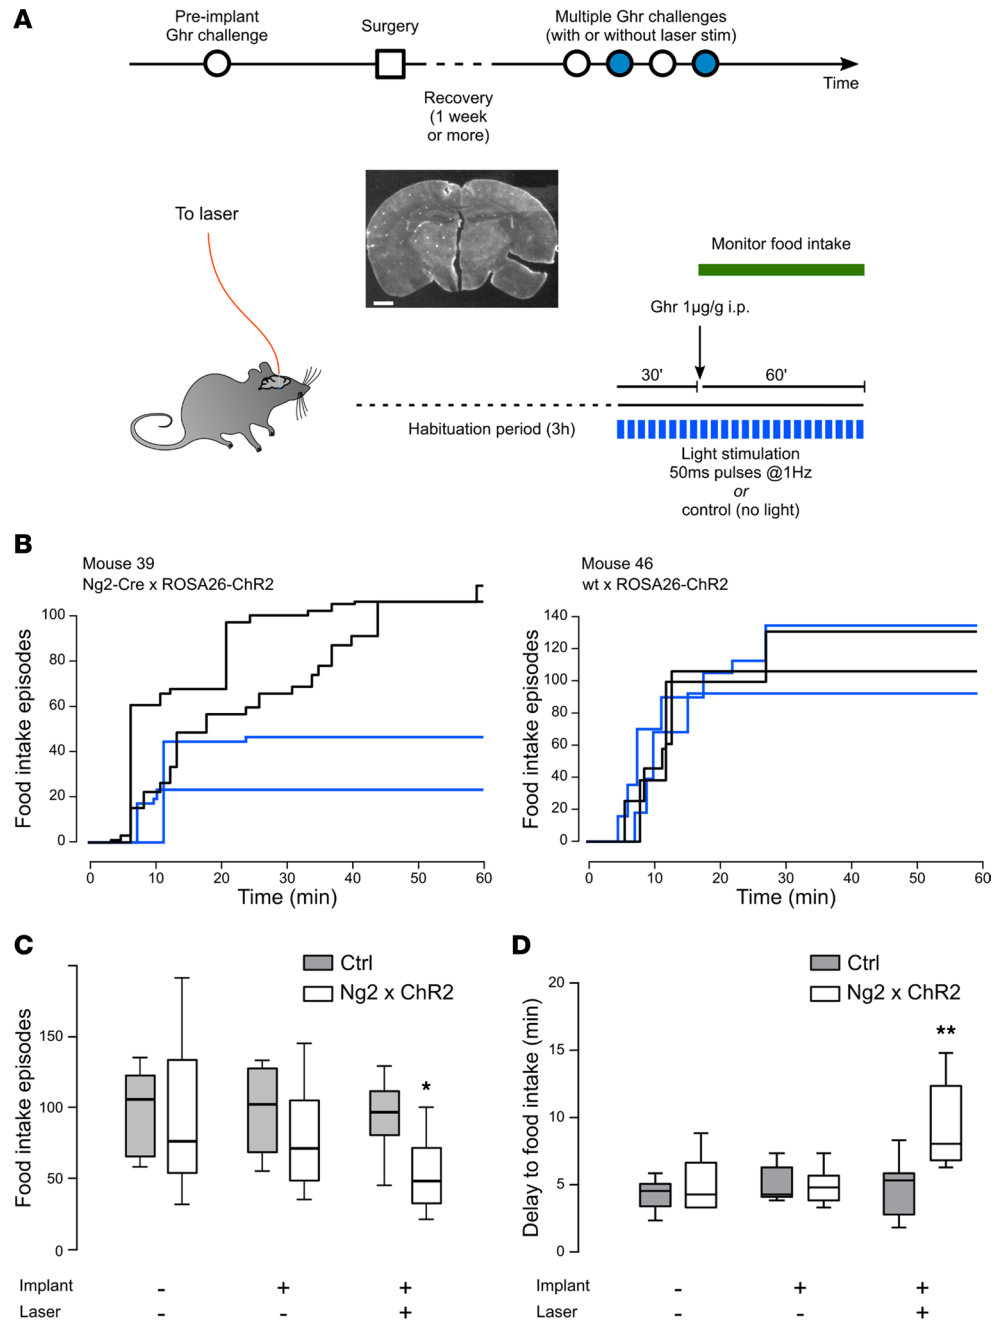 A
Pre-implant
Ghr challenge
Surgery
Multiple Ghr challenges
(with or without laser stim)
Time
Recovery
(1 week
or more)
To laser
Monitor food intake
Ghr 1µg/g i.p.
30'
60'
Habituation period (3h)
Light stimulation
50ms pulses @1Hz
or
control (no light)
B
Mouse 39
Ng2-Cre x ROSA26-ChR2
Food intake episodes
100
80
60
40
20
0
0 10 20 30 40 50 60
Time (min)
Mouse 46
wt x ROSA26-ChR2
Food intake episodes
140
120
100
80
60
40
20
0
0 10 20 30 40 50 60
Time (min)
C
Ctrl
Ng2 x ChR2
Food intake episodes
150
100
50
0
*
Implant - + +
Laser - - +
D
Ctrl
Ng2 x ChR2
Delay to food intake (min)
20
15
10
5
0
**
Implant - + +
Laser - - +